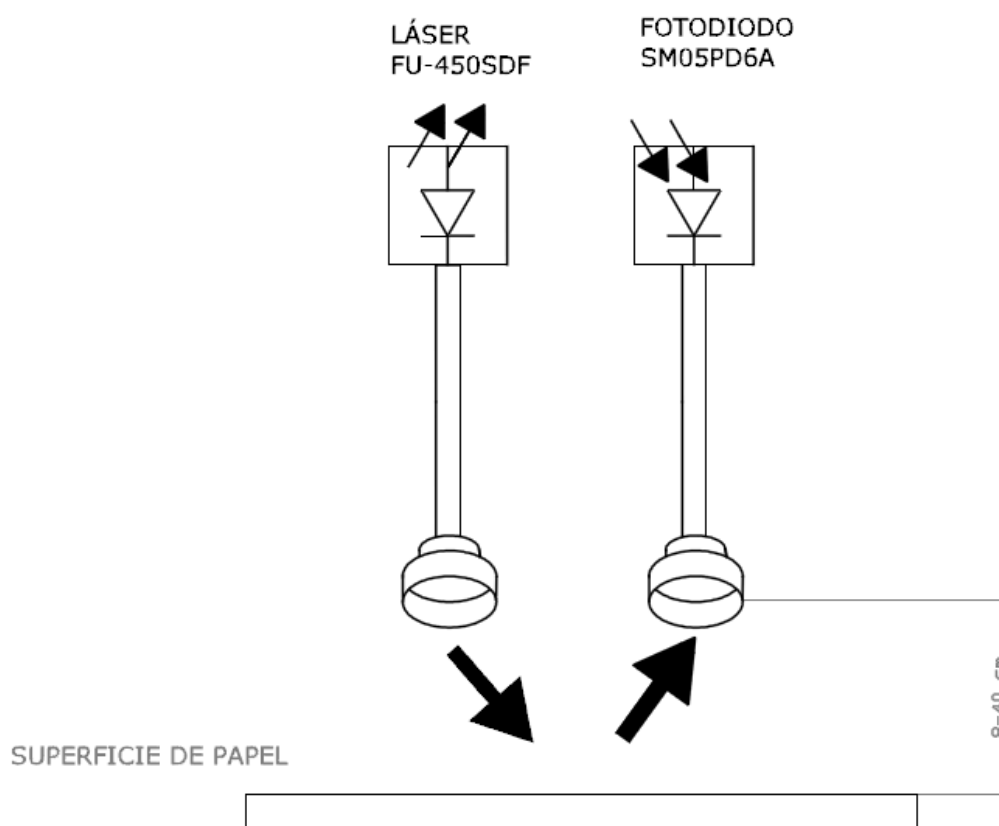 LÁSER
FU-450SDF
FOTODIODO
SM05PD6A
SUPERFICIE DE PAPEL